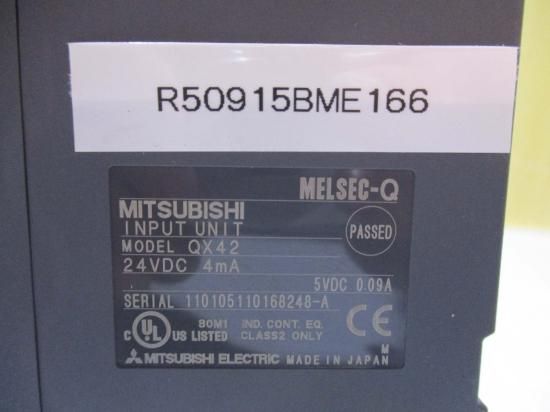 R50915BME166
MELSEC-Q
MITSUBISHI
INPUT UNIT
PASSED
MODEL QX42
24VDC 4mA
5VDC 0.09A
SERIAL 110105110168248-A
C UL US LISTED 80M1 IND. CONT. EQ. CLASS2 ONLY CE
M
MITSUBISHI ELECTRIC MADE IN JAPAN